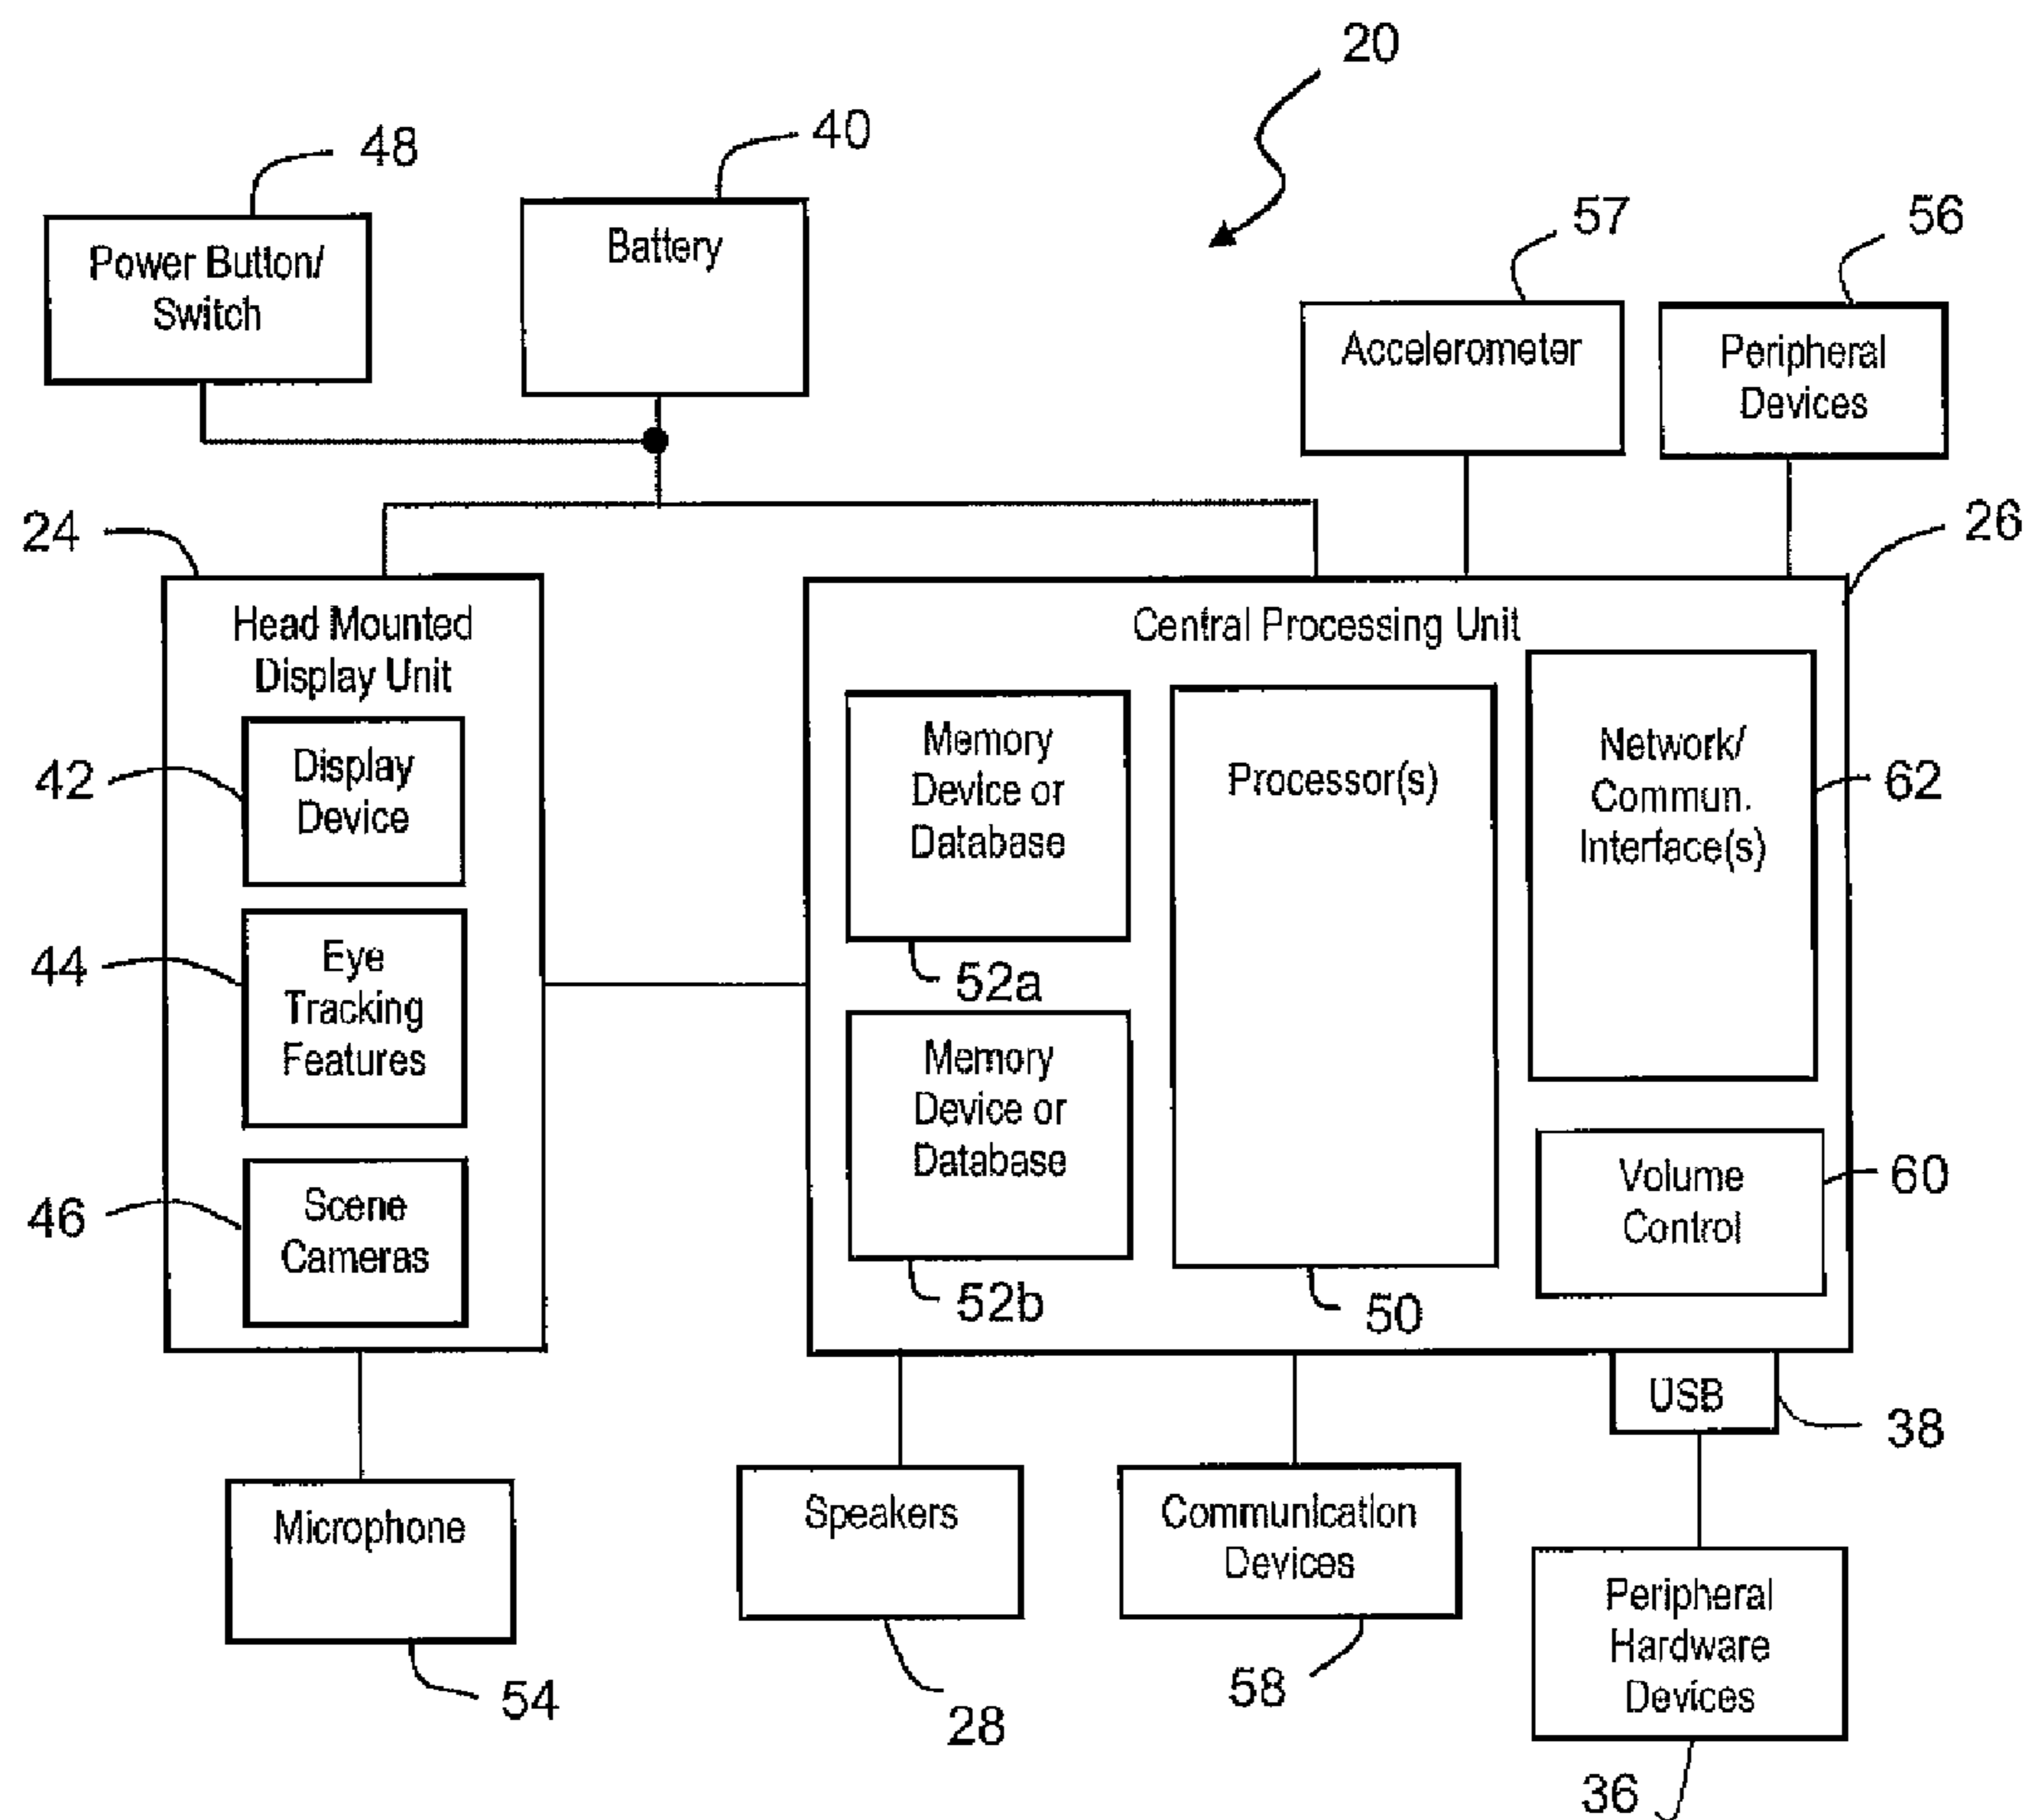 20
48
40
Power Button/
Switch
Battery
57
56
Accelerometer
Peripheral
Devices
24
26
Head Mounted
Display Unit
42
Display
Device
44
Eye
Tracking
Features
46
Scene
Cameras
Central Processing Unit
Memory
Device or
Database
52a
Memory
Device or
Database
52b
Processor(s)
50
Network/
Commun.
Interface(s)
62
Volume
Control
60
USB
38
Microphone
54
Speakers
28
Communication
Devices
58
Peripheral
Hardware
Devices
36